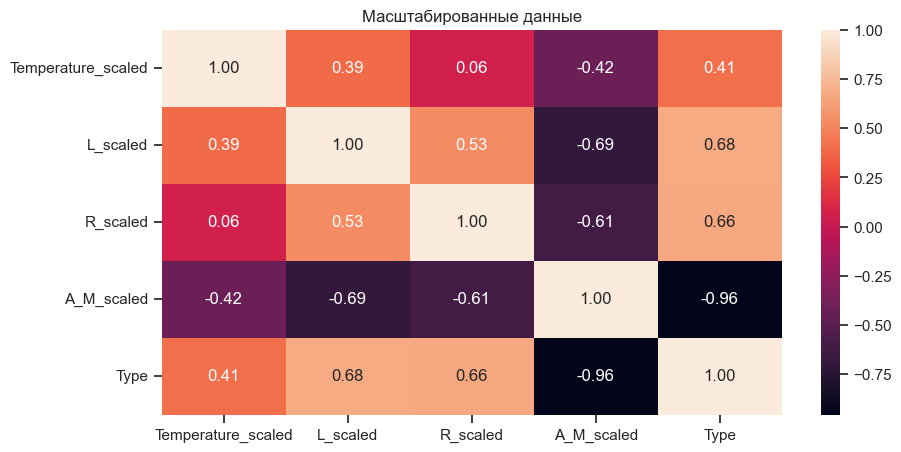 Масштабированные данные
Temperature_scaled 1.00 0.39 0.06 -0.42 0.41
L_scaled 0.39 1.00 0.53 -0.69 0.68
R_scaled 0.06 0.53 1.00 -0.61 0.66
A_M_scaled -0.42 -0.69 -0.61 1.00 -0.96
Type 0.41 0.68 0.66 -0.96 1.00
Temperature_scaled L_scaled R_scaled A_M_scaled Type
1.00
0.75
0.50
0.25
0.00
−0.25
−0.50
−0.75